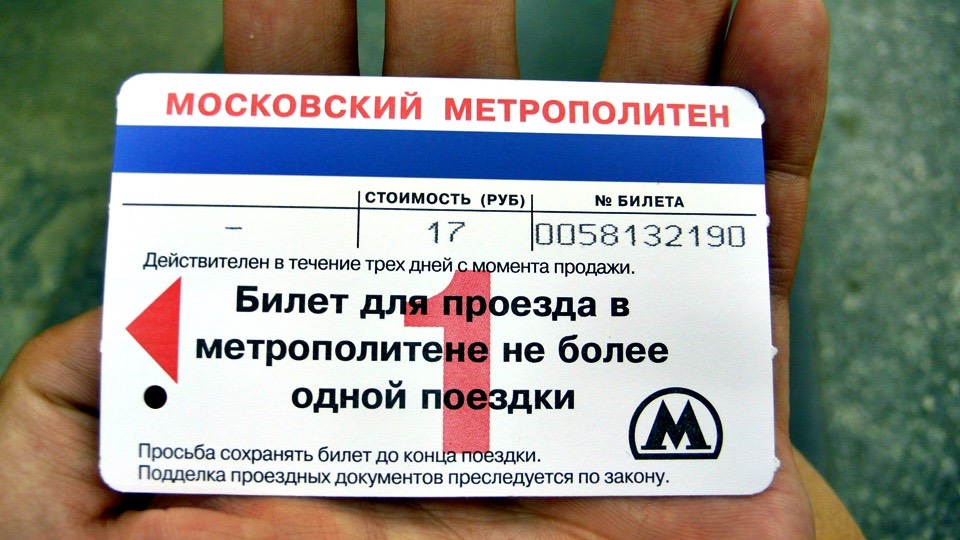 МОСКОВСКИЙ МЕТРОПОЛИТЕН
СТОИМОСТЬ (РУБ) № БИЛЕТА
– 17 0058132190
Действителен в течение трех дней с момента продажи.
1
Билет для проезда в
метрополитене не более
одной поездки
М
Просьба сохранять билет до конца поездки.
Подделка проездных документов преследуется по закону.